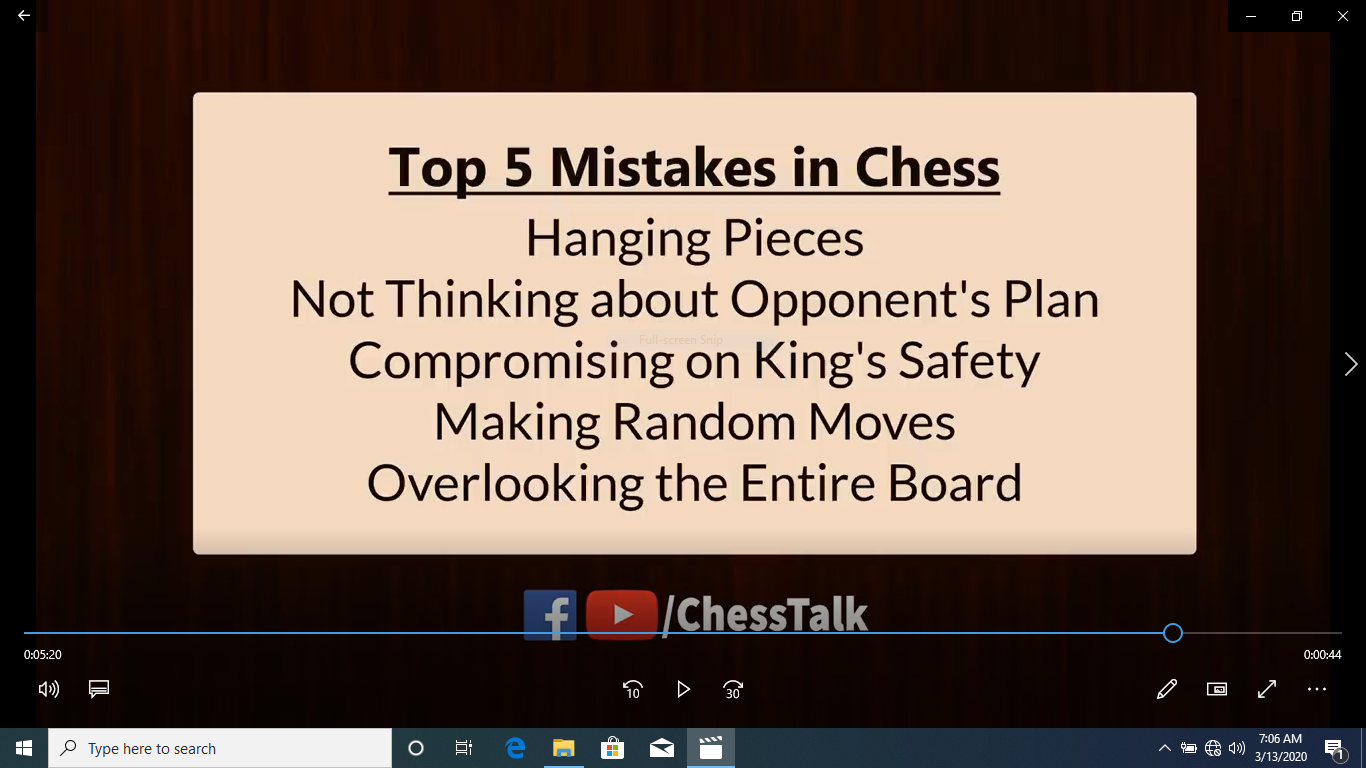 Top 5 Mistakes in Chess
Hanging Pieces
Not Thinking about Opponent's Plan
Full-screen Snip
Compromising on King's Safety
Making Random Moves
Overlooking the Entire Board
f /ChessTalk
0:05:20 0:00:44
10 30
Type here to search
7:06 AM
3/13/2020
1